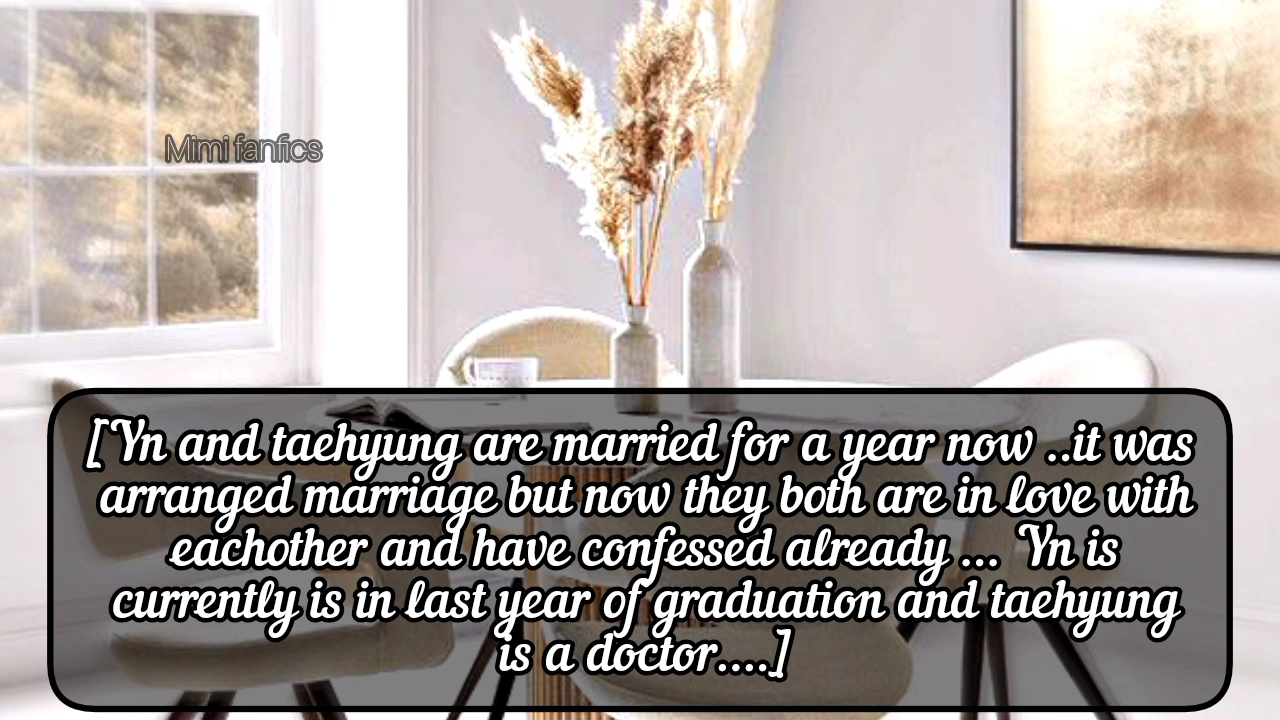 Mimi fanfics
[Yn and taehyung are married for a year now ..it was
arranged marriage but now they both are in love with
eachother and have confessed already ... Yn is
currently is in last year of graduation and taehyung
is a doctor....]